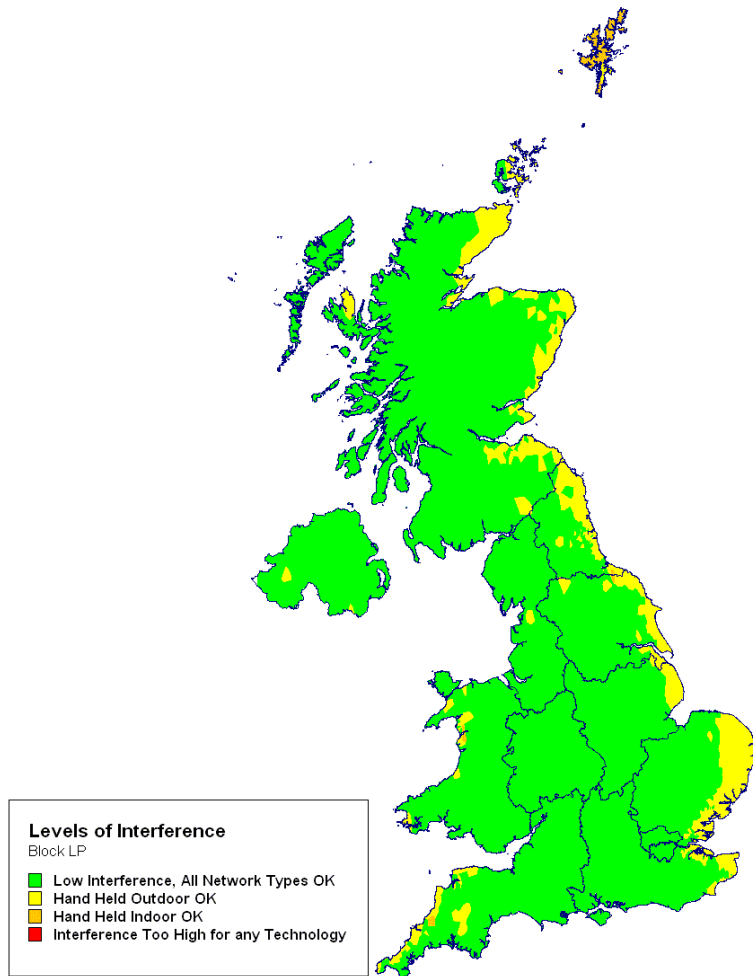 Levels of Interference
Block LP
Low Interference, All Network Types OK
Hand Held Outdoor OK
Hand Held Indoor OK
Interference Too High for any Technology